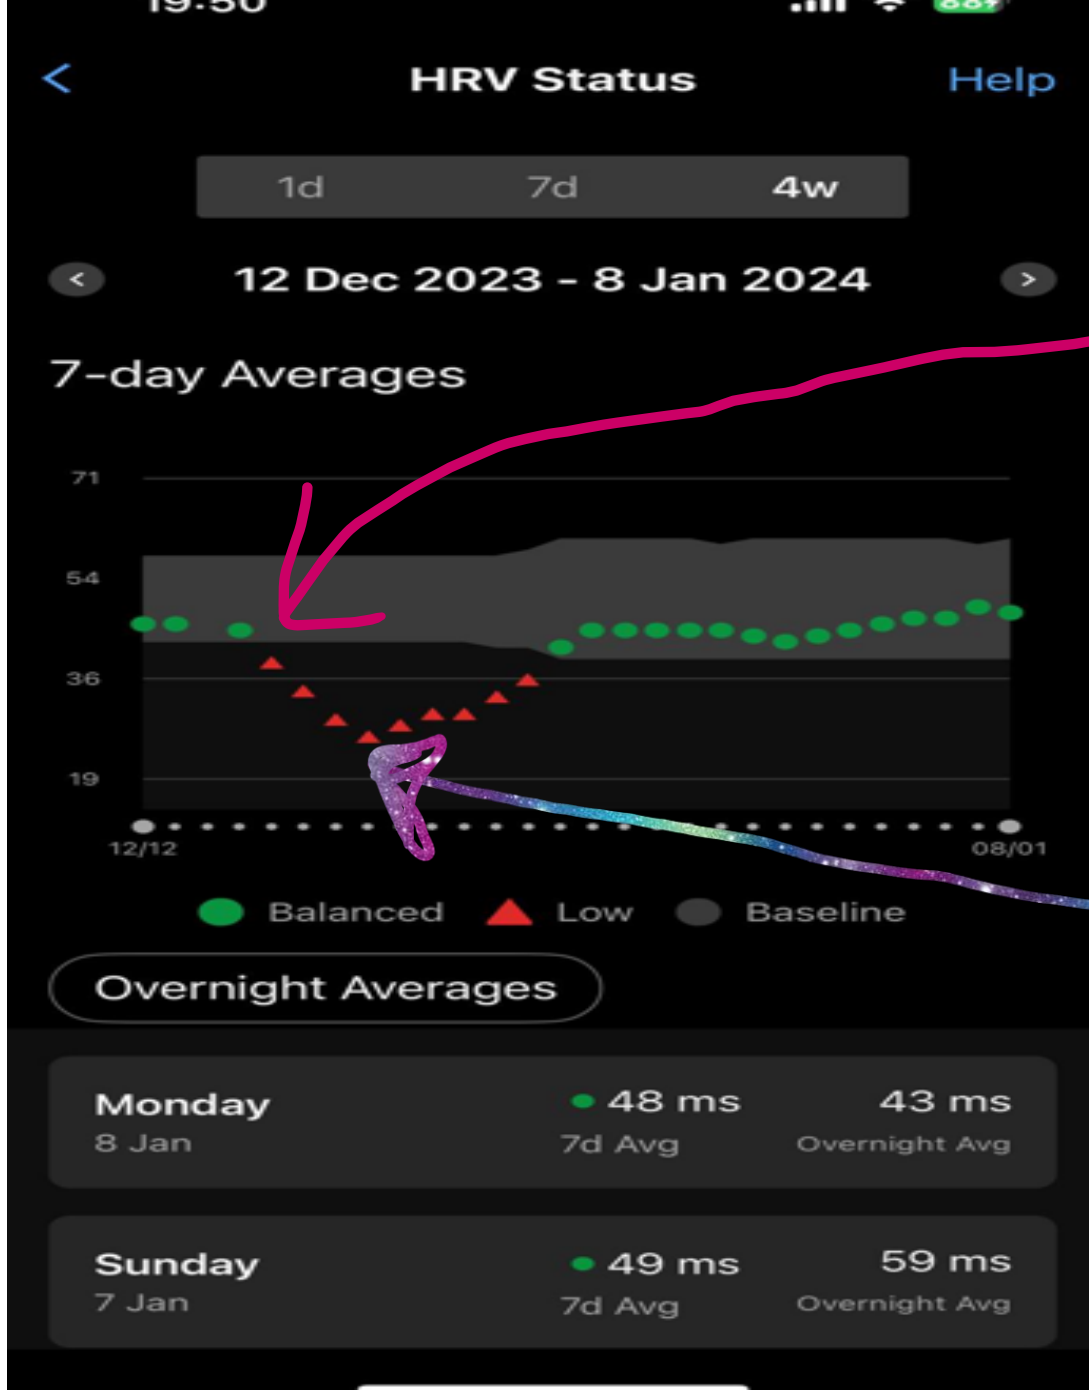 19:50
HRV Status
Help
1d 7d 4w
12 Dec 2023 - 8 Jan 2024
7-day Averages
71
54
36
19
12/12 08/01
Balanced Low Baseline
Overnight Averages
Monday 48 ms 43 ms
8 Jan 7d Avg Overnight Avg
Sunday 49 ms 59 ms
7 Jan 7d Avg Overnight Avg